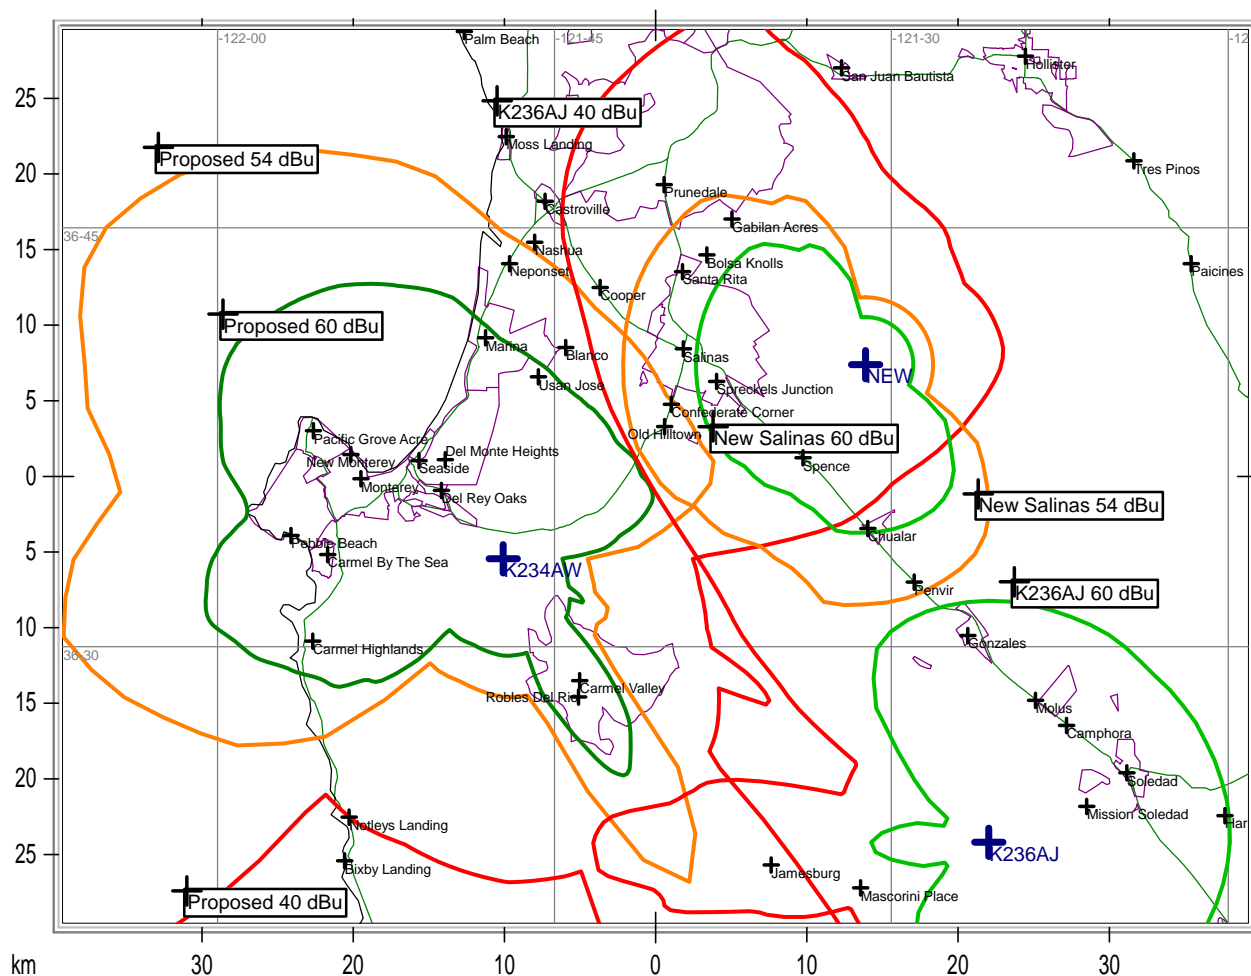 -122-00
-121-45
-121-30
-12
Palm Beach
Hollister
San Juan Bautista
25
K236AJ 40 dBu
Moss Landing
Proposed 54 dBu
Tres Pinos
20
Prunedale
Castroville
Gabilan Acres
36-45
15
Nashua
Neponset
Bolsa Knolls
Santa Rita
Paicines
Cooper
10
Proposed 60 dBu
Marina
Blanco
Salinas
NEW
Usan Jose
Spreckels Junction
5
Confederate Corner
Pacific Grove Acre
Old Hilltown
New Salinas 60 dBu
Del Monte Heights
New Monterey
Seaside
Spence
0
Monterey
Del Rey Oaks
New Salinas 54 dBu
Pebble Beach
Chualar
Carmel By The Sea
5
K234AW
Penvir
K236AJ 60 dBu
10
Carmel Highlands
Gonzales
36-30
Carmel Valley
Robles Del Rio
15
Molus
Camphora
20
Soledad
Notleys Landing
Mission Soledad
Har
K236AJ
25
Bixby Landing
Jamesburg
Mascorini Place
Proposed 40 dBu
km
30
20
10
0
10
20
30